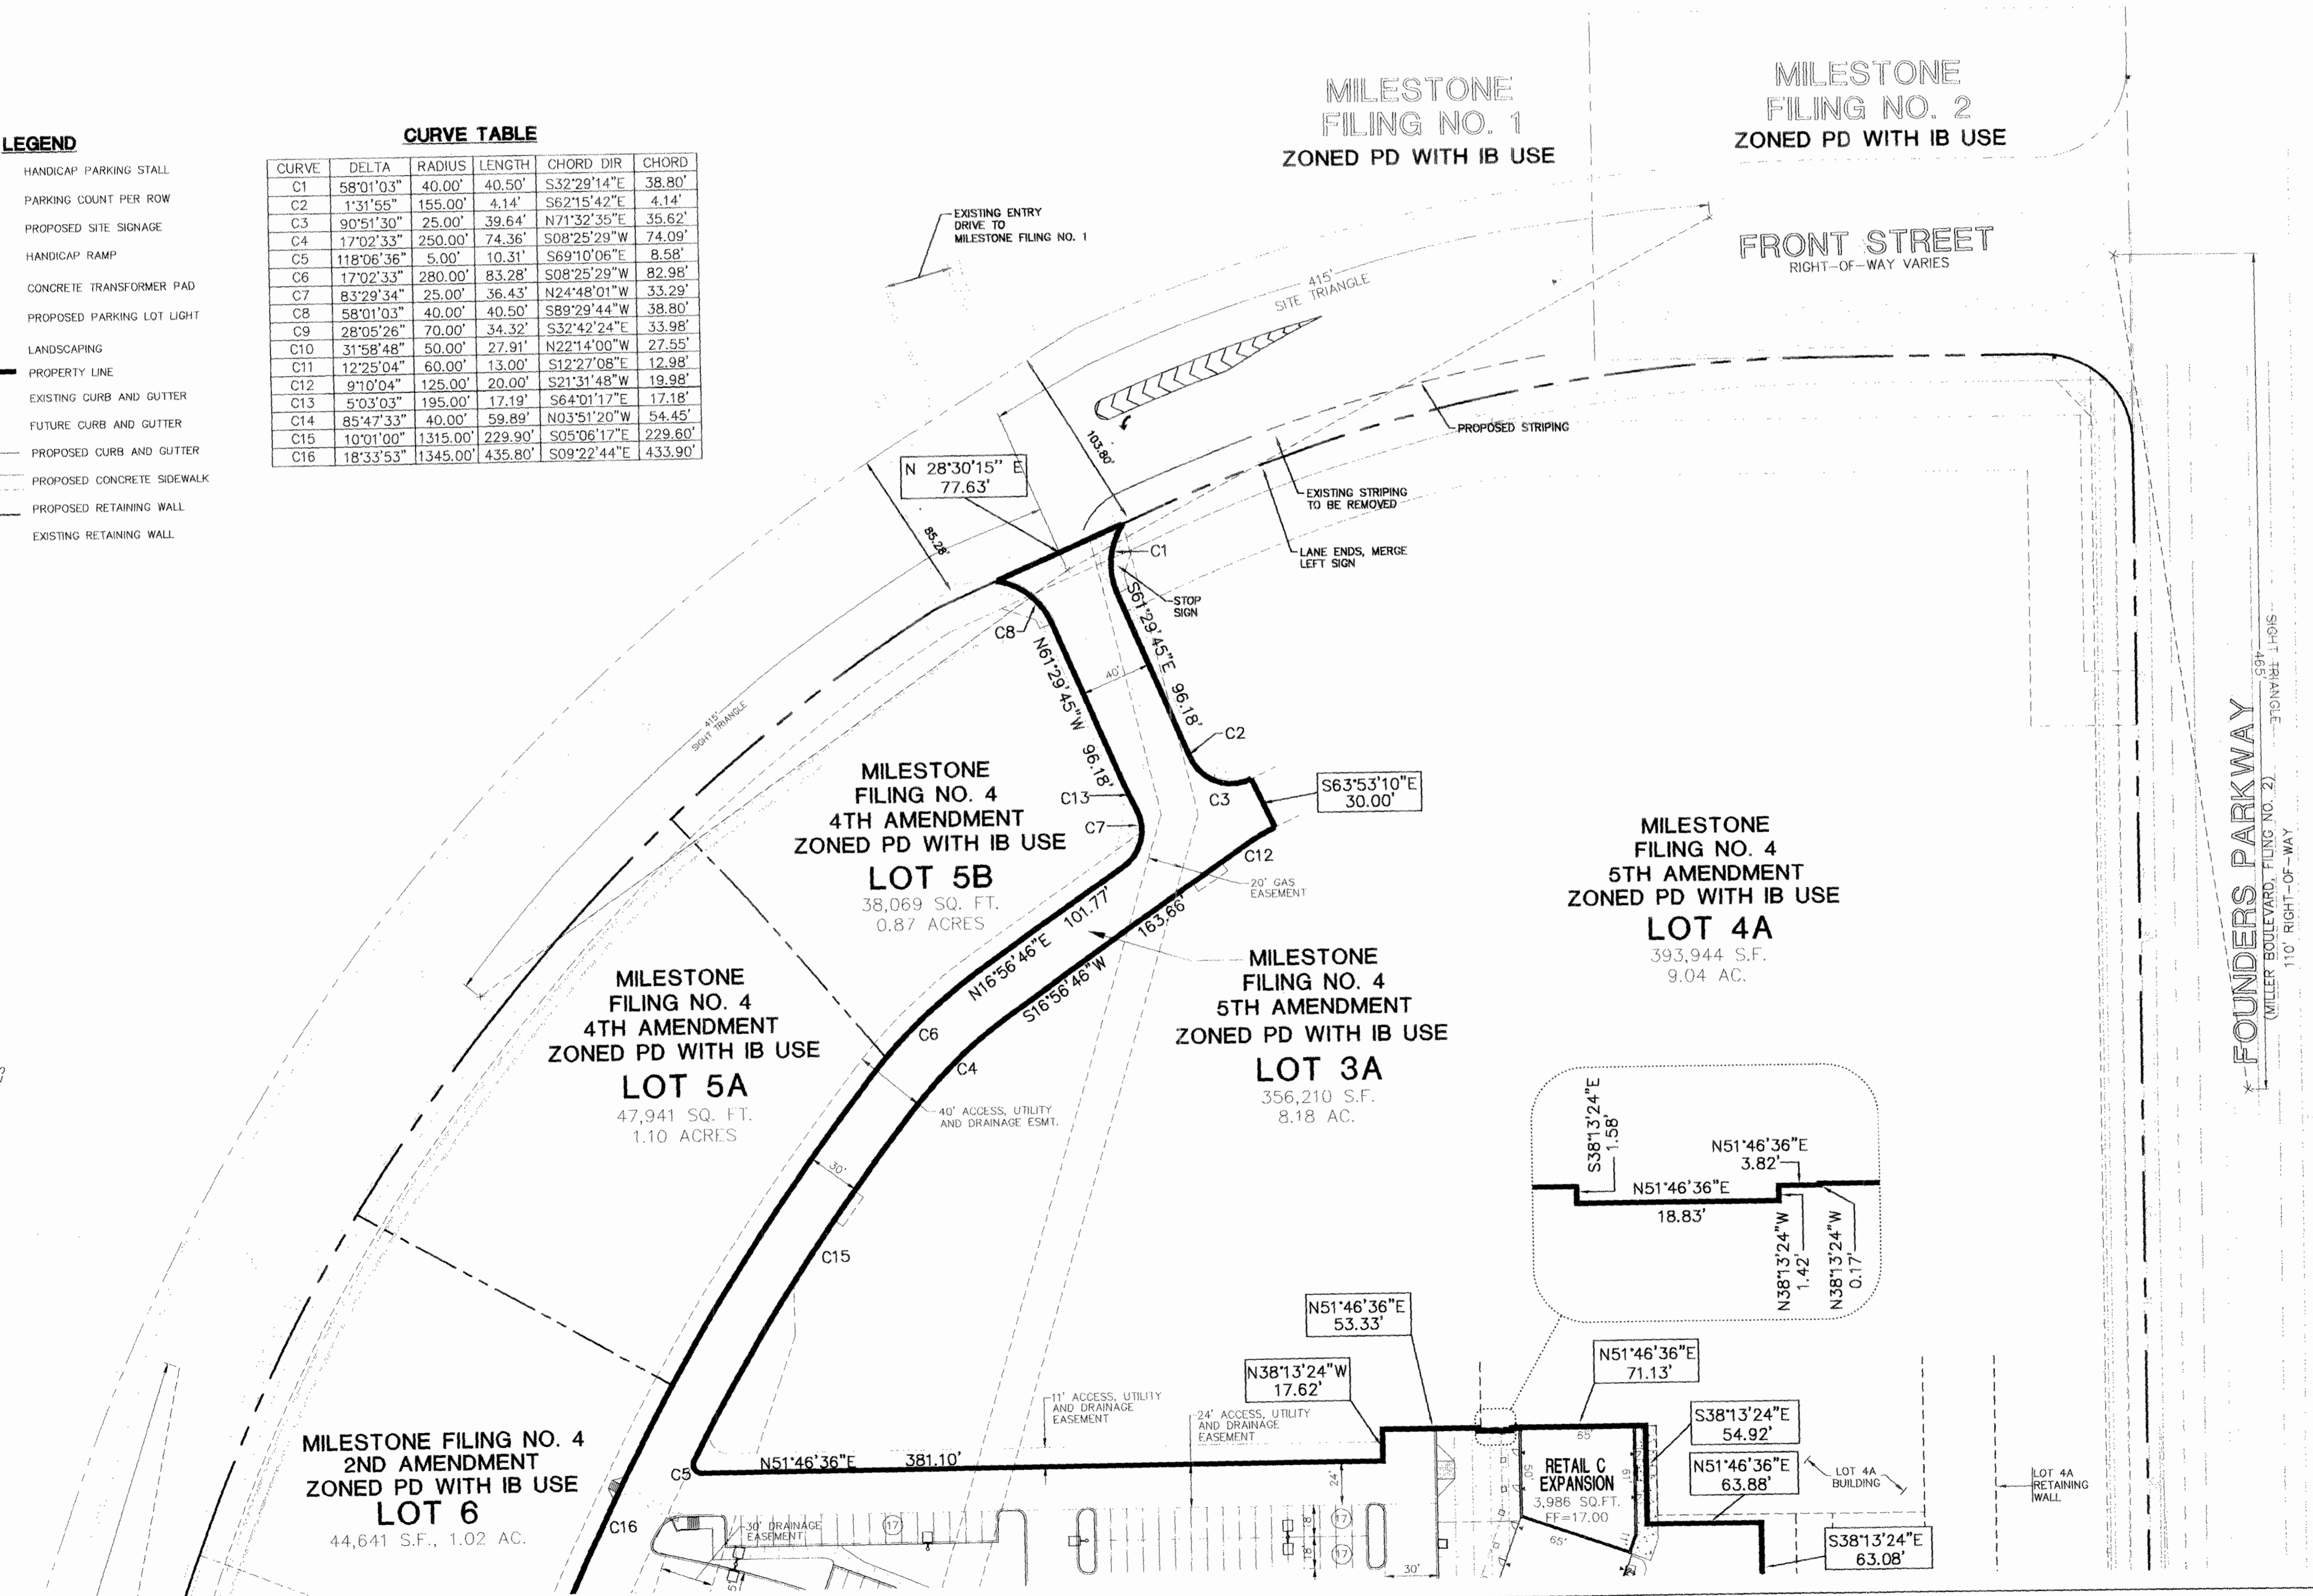 LEGEND
HANDICAP PARKING STALL
PARKING COUNT PER ROW
PROPOSED SITE SIGNAGE
HANDICAP RAMP
CONCRETE TRANSFORMER PAD
PROPOSED PARKING LOT LIGHT
LANDSCAPING
PROPERTY LINE
EXISTING CURB AND GUTTER
FUTURE CURB AND GUTTER
PROPOSED CURB AND GUTTER
PROPOSED CONCRETE SIDEWALK
PROPOSED RETAINING WALL
EXISTING RETAINING WALL
CURVE TABLE
CURVE DELTA RADIUS LENGTH CHORD DIR CHORD
C1 58°01'03" 40.00' 40.50' S32°29'14"E 38.80'
C2 1°31'55" 155.00' 4.14' S62°15'42"E 4.14'
C3 90°51'30" 25.00' 39.64' N71°32'35"E 35.62'
C4 17°02'33" 250.00' 74.36' S08°25'29"W 74.09'
C5 118°06'36" 5.00' 10.31' S69°10'06"E 8.58'
C6 17°02'33" 280.00' 83.28' S08°25'29"W 82.98'
C7 83°29'34" 25.00' 36.43' N24°48'01"W 33.29'
C8 58°01'03" 40.00' 40.50' S89°29'44"W 38.80'
C9 28°05'26" 70.00' 34.32' S32°42'24"E 33.98'
C10 31°58'48" 50.00' 27.91' N22°14'00"W 27.55'
C11 12°25'04" 60.00' 13.00' S12°27'08"E 12.98'
C12 9°10'04" 125.00' 20.00' S21°31'48"W 19.98'
C13 5°03'03" 195.00' 17.19' S64°01'17"E 17.18'
C14 85°47'33" 40.00' 59.89' N03°51'20"W 54.45'
C15 10°01'00" 1315.00' 229.90' S05°06'17"E 229.60'
C16 18°33'53" 1345.00' 435.80' S09°22'44"E 433.90'
MILESTONE
FILING NO. 1
ZONED PD WITH IB USE
MILESTONE
FILING NO. 2
ZONED PD WITH IB USE
FRONT STREET
RIGHT-OF-WAY VARIES
EXISTING ENTRY
DRIVE TO
MILESTONE FILING NO. 1
415'
SITE TRIANGLE
103.80'
N 28°30'15" E
77.63'
85.28'
PROPOSED STRIPING
EXISTING STRIPING
TO BE REMOVED
LANE ENDS, MERGE
LEFT SIGN
C1
STOP
SIGN
C8
S61°29'45"E 96.18'
N61°29'45"W 96.18'
40'
C2
C3
S63°53'10"E
30.00'
C13
C7
C12
20' GAS
EASEMENT
415'
SIGHT TRIANGLE
MILESTONE
FILING NO. 4
4TH AMENDMENT
ZONED PD WITH IB USE
LOT 5B
38,069 SQ. FT.
0.87 ACRES
MILESTONE
FILING NO. 4
5TH AMENDMENT
ZONED PD WITH IB USE
LOT 4A
393,944 S.F.
9.04 AC.
N16°56'46"E 101.77'
S16°56'46"W 163.66'
MILESTONE
FILING NO. 4
5TH AMENDMENT
ZONED PD WITH IB USE
LOT 3A
356,210 S.F.
8.18 AC.
MILESTONE
FILING NO. 4
4TH AMENDMENT
ZONED PD WITH IB USE
LOT 5A
47,941 SQ. FT.
1.10 ACRES
C6
C4
40' ACCESS, UTILITY
AND DRAINAGE ESMT.
30'
C15
FOUNDERS PARKWAY
(MILLER BOULEVARD, FILING NO. 2)
110' RIGHT-OF-WAY
465'
SIGHT TRIANGLE
S38°13'24"E
1.58'
N51°46'36"E
3.82'
N51°46'36"E
18.83'
N38°13'24"W
1.42'
N38°13'24"W
0.17'
N51°46'36"E
53.33'
N38°13'24"W
17.62'
N51°46'36"E
71.13'
S38°13'24"E
54.92'
N51°46'36"E
63.88'
S38°13'24"E
63.08'
11' ACCESS, UTILITY
AND DRAINAGE
EASEMENT
24' ACCESS, UTILITY
AND DRAINAGE
EASEMENT
C5
N51°46'36"E 381.10'
24'
65'
50'
61'
RETAIL C
EXPANSION
3,986 SQ.FT.
FF=17.00
65'
11'
LOT 4A
BUILDING
LOT 4A
RETAINING
WALL
MILESTONE FILING NO. 4
2ND AMENDMENT
ZONED PD WITH IB USE
LOT 6
44,641 S.F., 1.02 AC.
C16
30' DRAINAGE
EASEMENT
17
17
17
18'
18'
30'